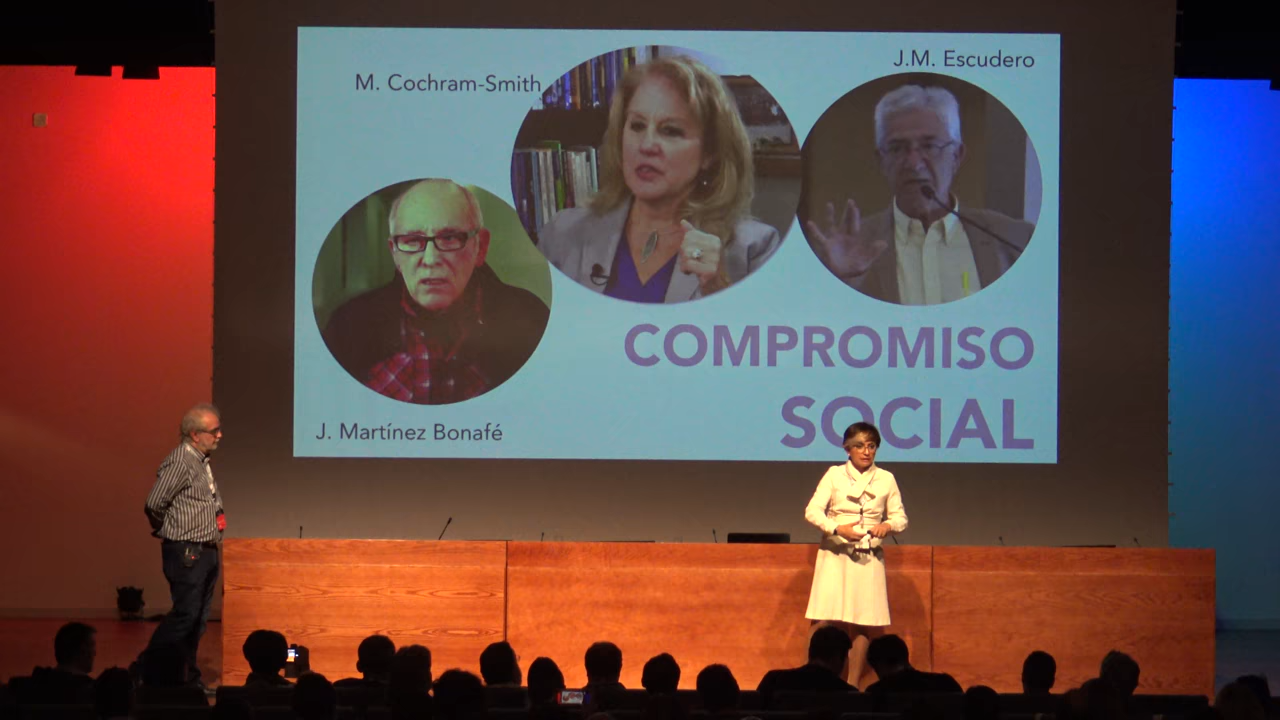 J.M. Escudero
M. Cochram-Smith
COMPROMISO
SOCIAL
J. Martínez Bonafé